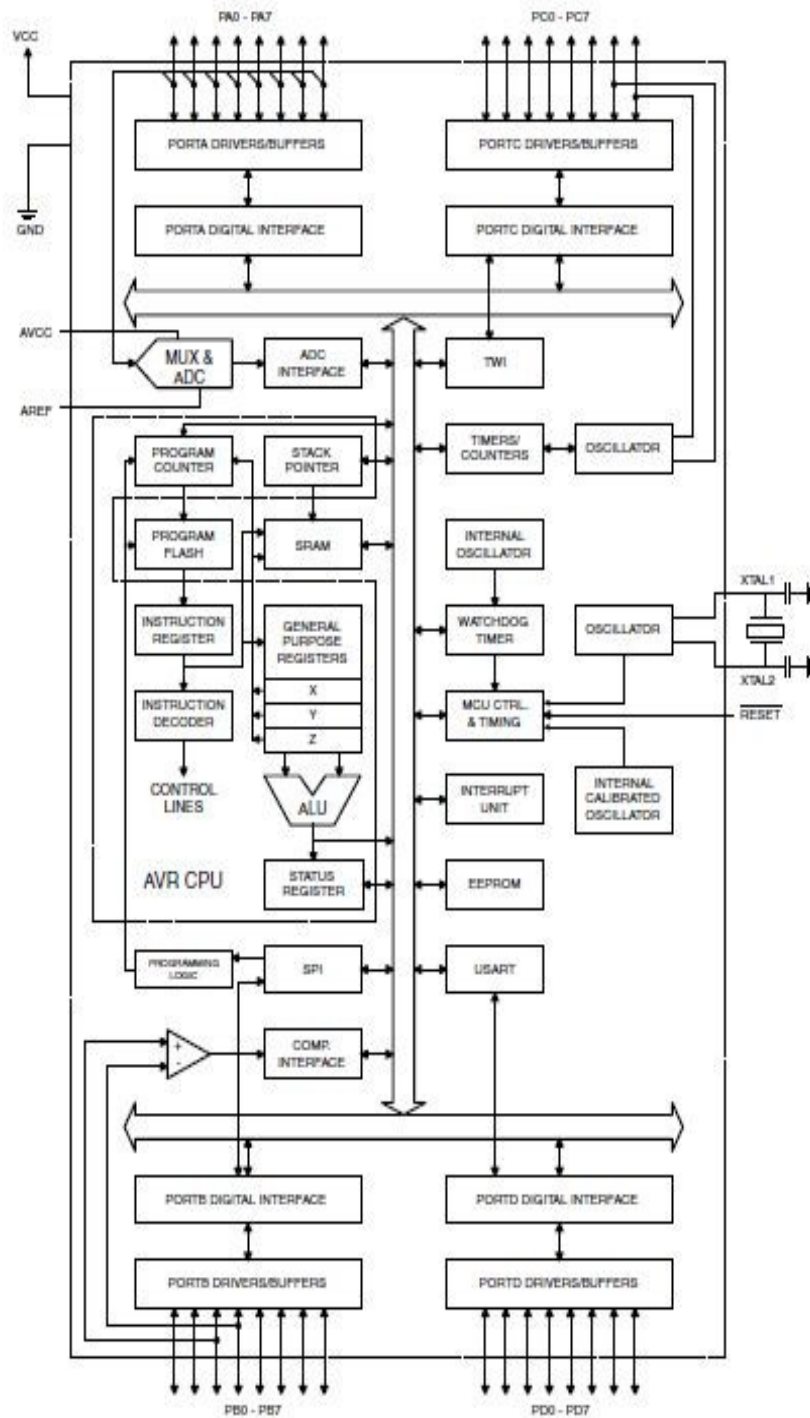 PA0 - PA7
PC0 - PC7
VCC
PORTA DRIVERS/BUFFERS
PORTC DRIVERS/BUFFERS
GND
PORTA DIGITAL INTERFACE
PORTC DIGITAL INTERFACE
AVCC
MUX &
ADC
ADC
INTERFACE
TWI
AREF
PROGRAM
COUNTER
STACK
POINTER
TIMERS/
COUNTERS
OSCILLATOR
PROGRAM
FLASH
SRAM
INTERNAL
OSCILLATOR
XTAL1
INSTRUCTION
REGISTER
GENERAL
PURPOSE
REGISTERS
WATCHDOG
TIMER
OSCILLATOR
X
XTAL2
INSTRUCTION
DECODER
Y
MCU CTRL.
& TIMING
RESET
Z
CONTROL
LINES
ALU
INTERRUPT
UNIT
INTERNAL
CALIBRATED
OSCILLATOR
AVR CPU
STATUS
REGISTER
EEPROM
PROGRAMMING
LOGIC
SPI
USART
+
-
COMP.
INTERFACE
PORTB DIGITAL INTERFACE
PORTD DIGITAL INTERFACE
PORTB DRIVERS/BUFFERS
PORTD DRIVERS/BUFFERS
PB0 - PB7
PD0 - PD7